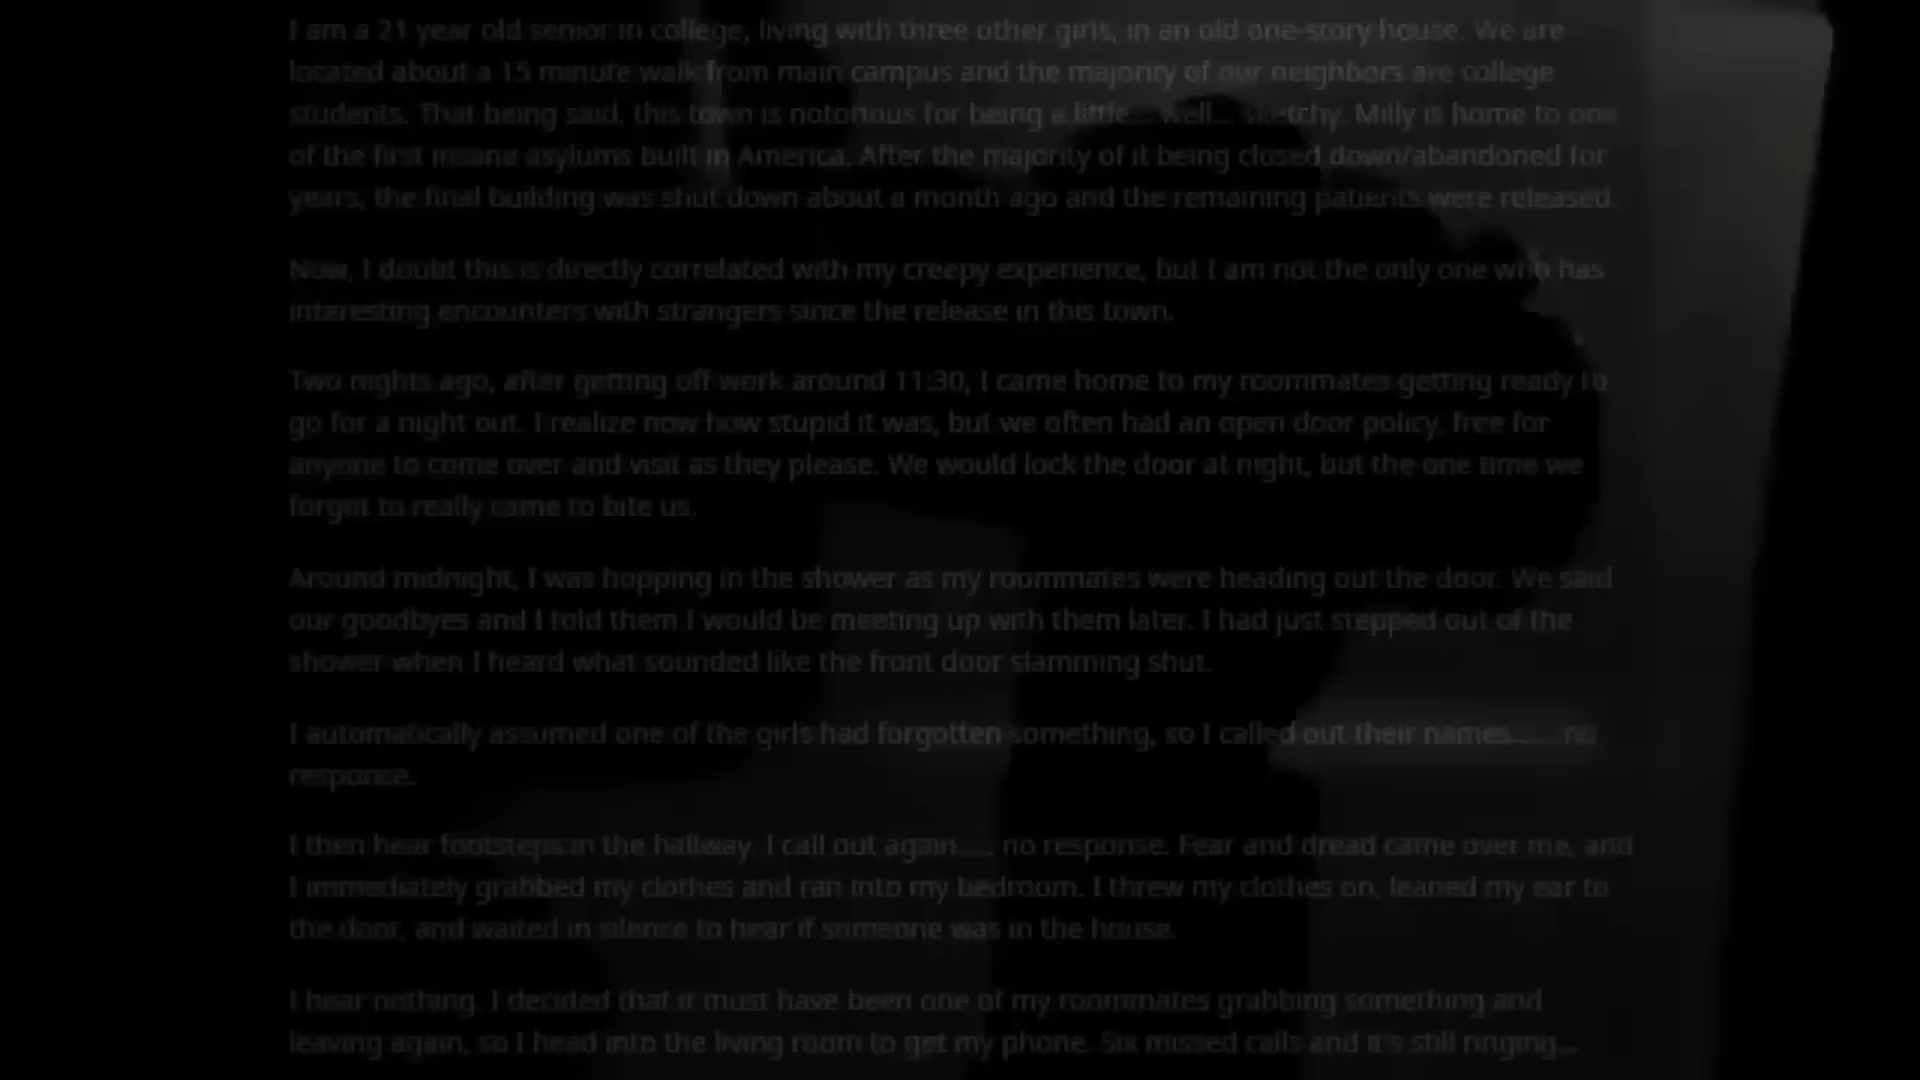 I am a 21 year old senior in college, living with three other girls, in an old one-story house. We are
located about a 15 minute walk from main campus and the majority of our neighbors are college
students. That being said, this town is notorious for being a little... well... sketchy. Milly is home to one
of the first insane asylums built in America. After the majority of it being closed down/abandoned for
years, the final building was shut down about a month ago and the remaining patients were released.
Now, I doubt this is directly correlated with my creepy experience, but I am not the only one who has
interesting encounters with strangers since the release in this town.
Two nights ago, after getting off work around 11:30, I came home to my roommates getting ready to
go for a night out. I realize now how stupid it was, but we often had an open door policy, free for
anyone to come over and visit as they please. We would lock the door at night, but the one time we
forgot to really came to bite us.
Around midnight, I was hopping in the shower as my roommates were heading out the door. We said
our goodbyes and I told them I would be meeting up with them later. I had just stepped out of the
shower when I heard what sounded like the front door slamming shut.
I automatically assumed one of the girls had forgotten something, so I called out their names..... no
response.
I then hear footsteps in the hallway. I call out again..... no response. Fear and dread came over me, and
I immediately grabbed my clothes and ran into my bedroom. I threw my clothes on, leaned my ear to
the door, and waited in silence to hear if someone was in the house.
I hear nothing. I decided that it must have been one of my roommates grabbing something and
leaving again, so I head into the living room to get my phone. Six missed calls and it's still ringing...